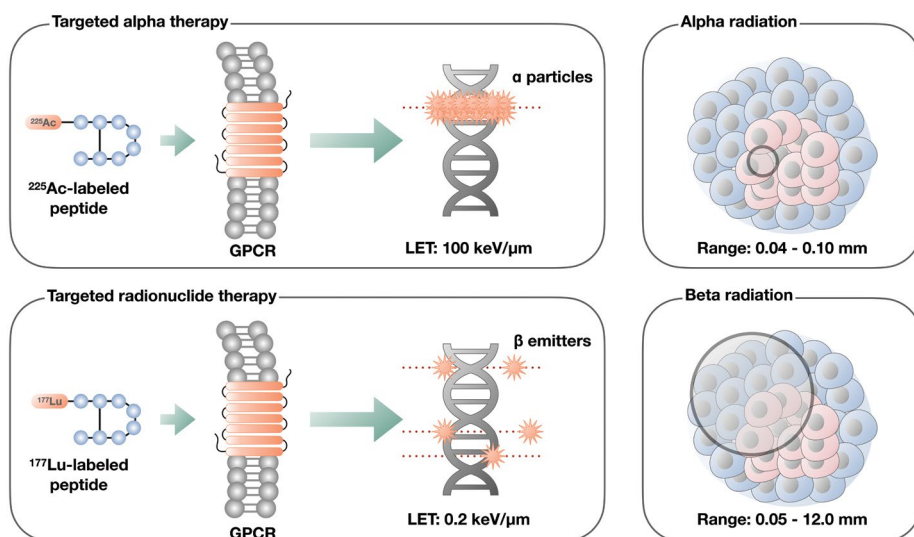 Targeted alpha therapy
²²⁵Ac
²²⁵Ac-labeled
peptide
GPCR
α particles
LET: 100 keV/µm
Alpha radiation
Range: 0.04 - 0.10 mm
Targeted radionuclide therapy
¹⁷⁷Lu
¹⁷⁷Lu-labeled
peptide
GPCR
β emitters
LET: 0.2 keV/µm
Beta radiation
Range: 0.05 - 12.0 mm